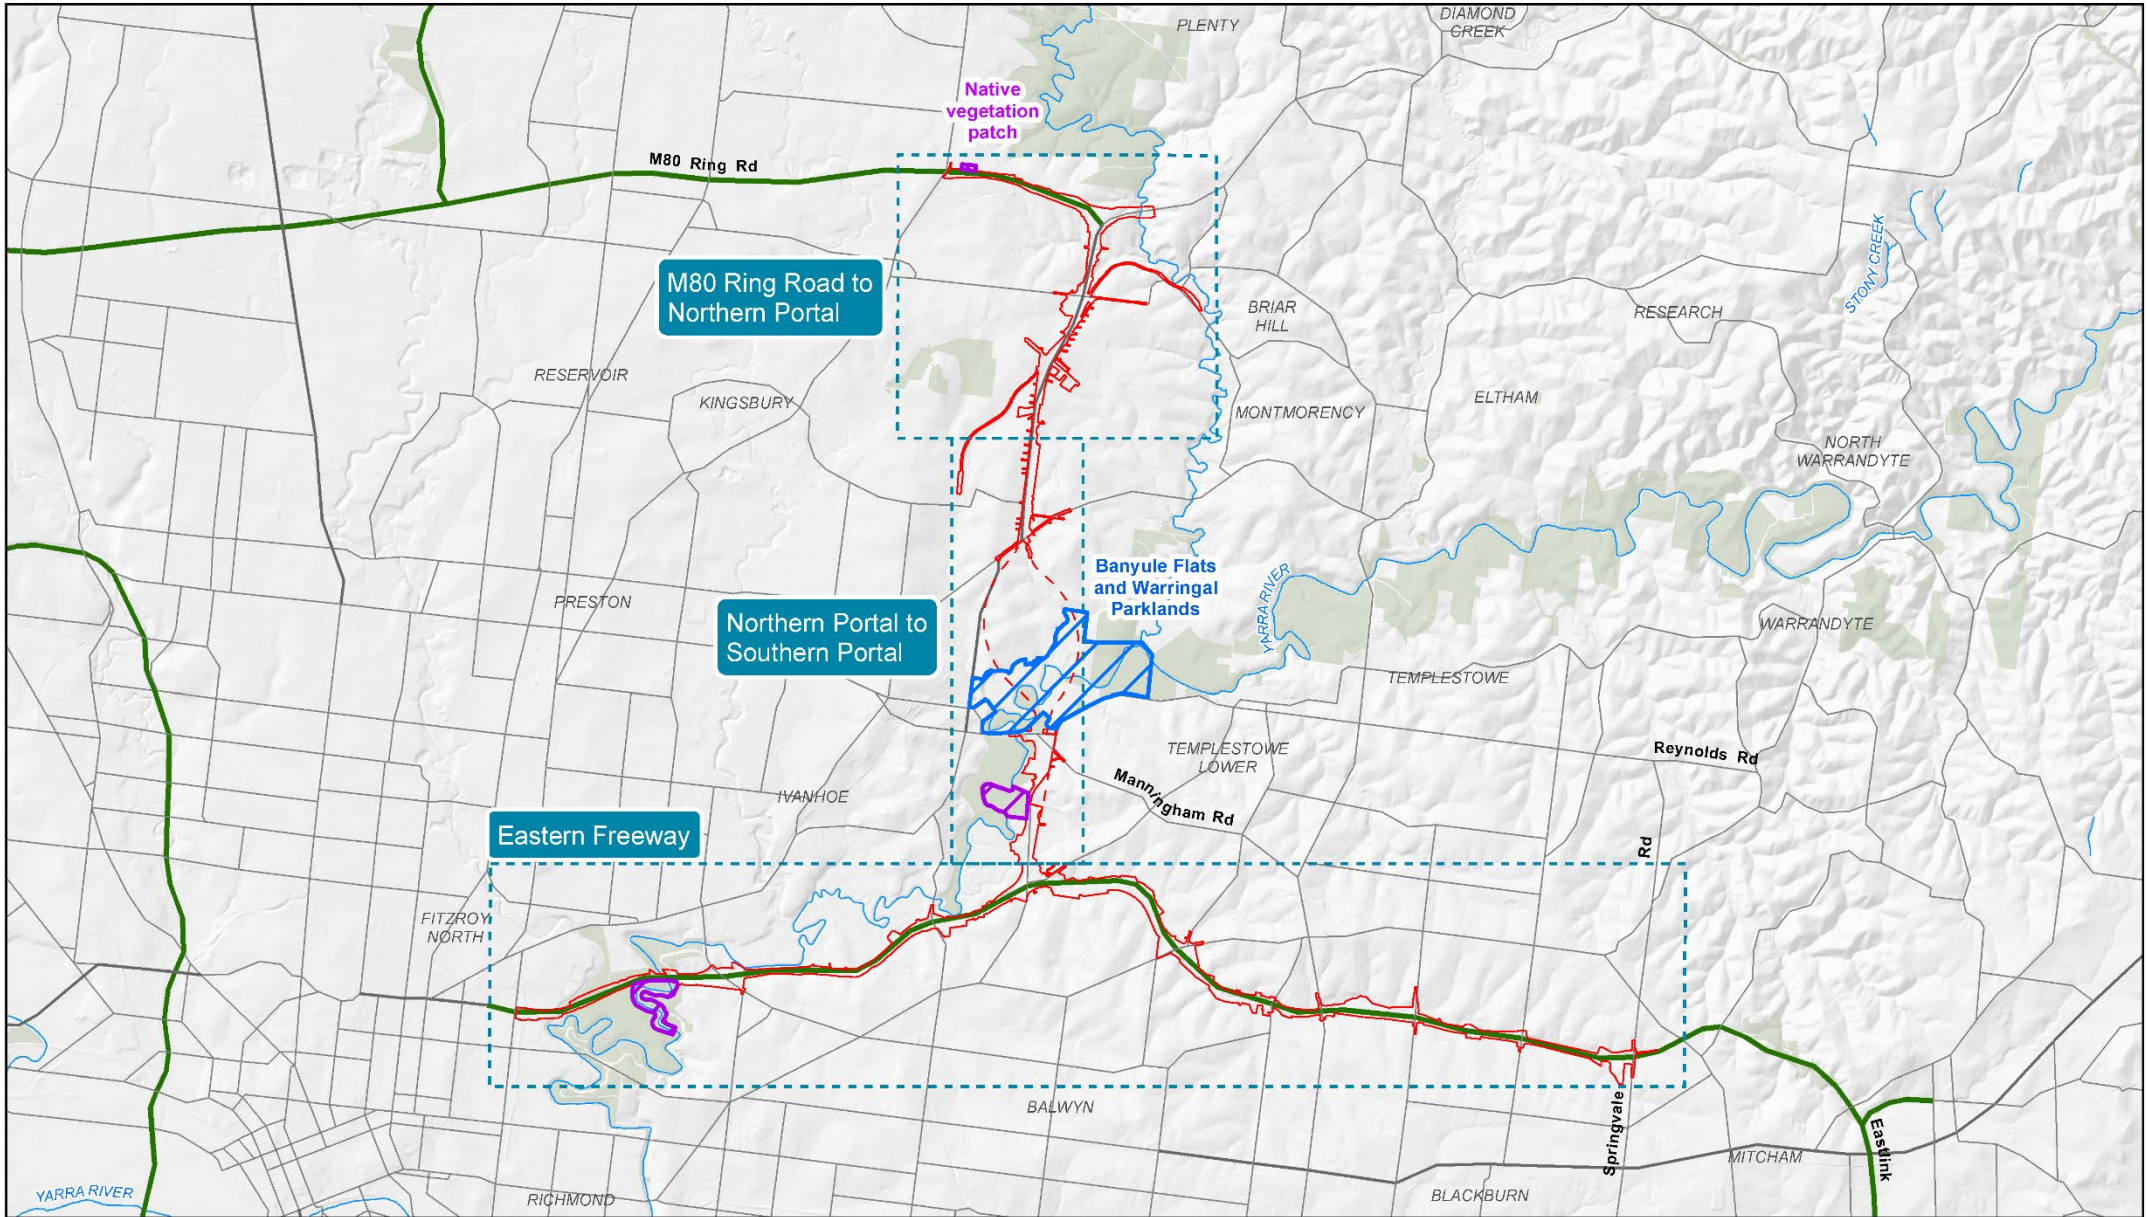 PLENTY
DIAMOND
CREEK
Native
vegetation
patch
M80 Ring Rd
STONY CREEK
M80 Ring Road to
Northern Portal
BRIAR
HILL
RESEARCH
RESERVOIR
KINGSBURY
MONTMORENCY
ELTHAM
NORTH
WARRANDYTE
Banyule Flats
and Warringal
Parklands
YARRA RIVER
PRESTON
Northern Portal to
Southern Portal
WARRANDYTE
TEMPLESTOWE
TEMPLESTOWE
LOWER
Reynolds Rd
Manningham Rd
IVANHOE
Eastern Freeway
Rd
FITZROY
NORTH
BALWYN
Springvale
Eastlink
MITCHAM
YARRA RIVER
RICHMOND
BLACKBURN